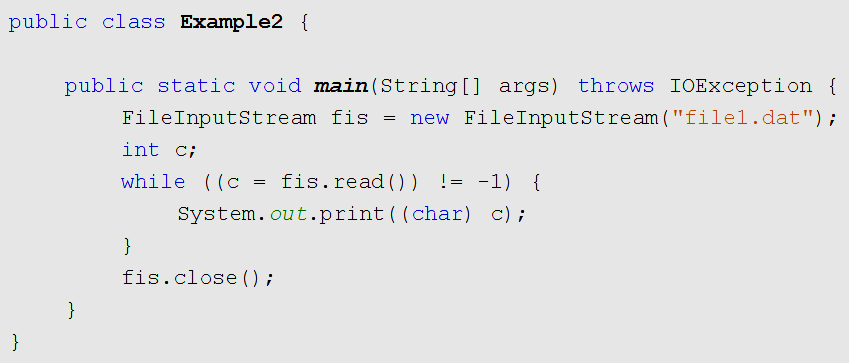 public class Example2 {
public static void main(String[] args) throws IOException {
FileInputStream fis = new FileInputStream("file1.dat");
int c;
while ((c = fis.read()) != -1) {
System.out.print((char) c);
}
fis.close();
}
}